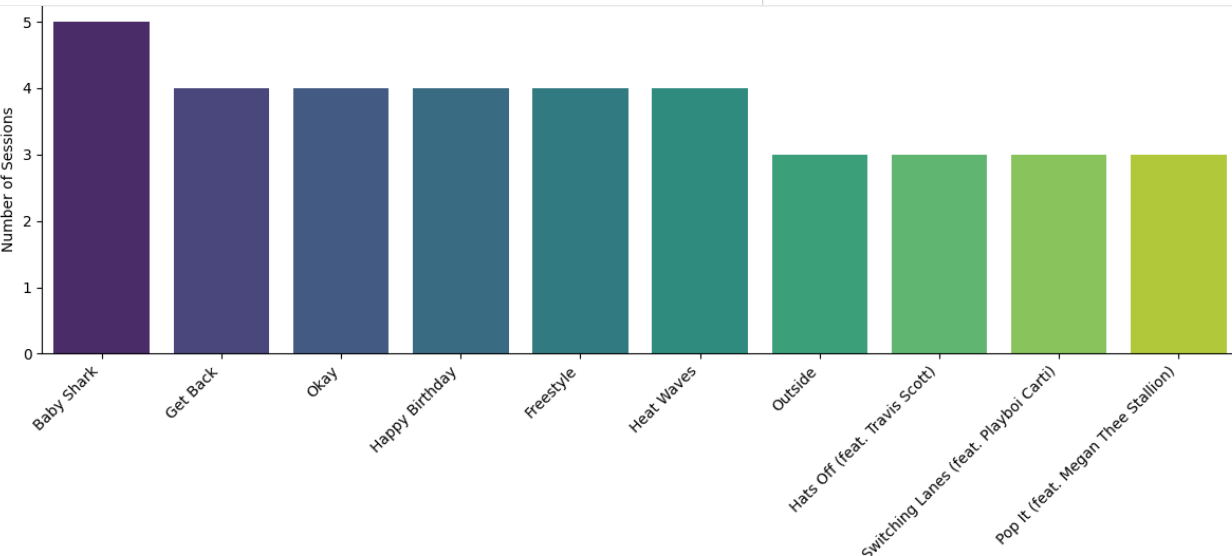 Number of Sessions
5
4
3
2
1
0
Baby Shark
Get Back
Okay
Happy Birthday
Freestyle
Heat Waves
Outside
Hats Off (feat. Travis Scott)
Switching Lanes (feat. Playboi Carti)
Pop It (feat. Megan Thee Stallion)